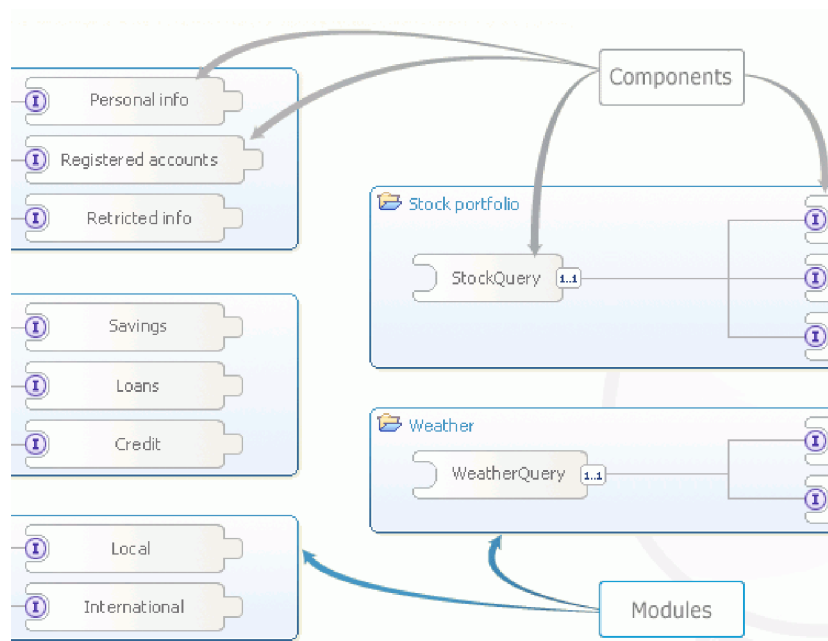 Components
Personal info
Registered accounts
Retricted info
Stock portfolio
StockQuery
1..1
Savings
Loans
Credit
Weather
WeatherQuery
1..1
Local
International
Modules
I
I
I
I
I
I
I
I
I
I
I
I
I